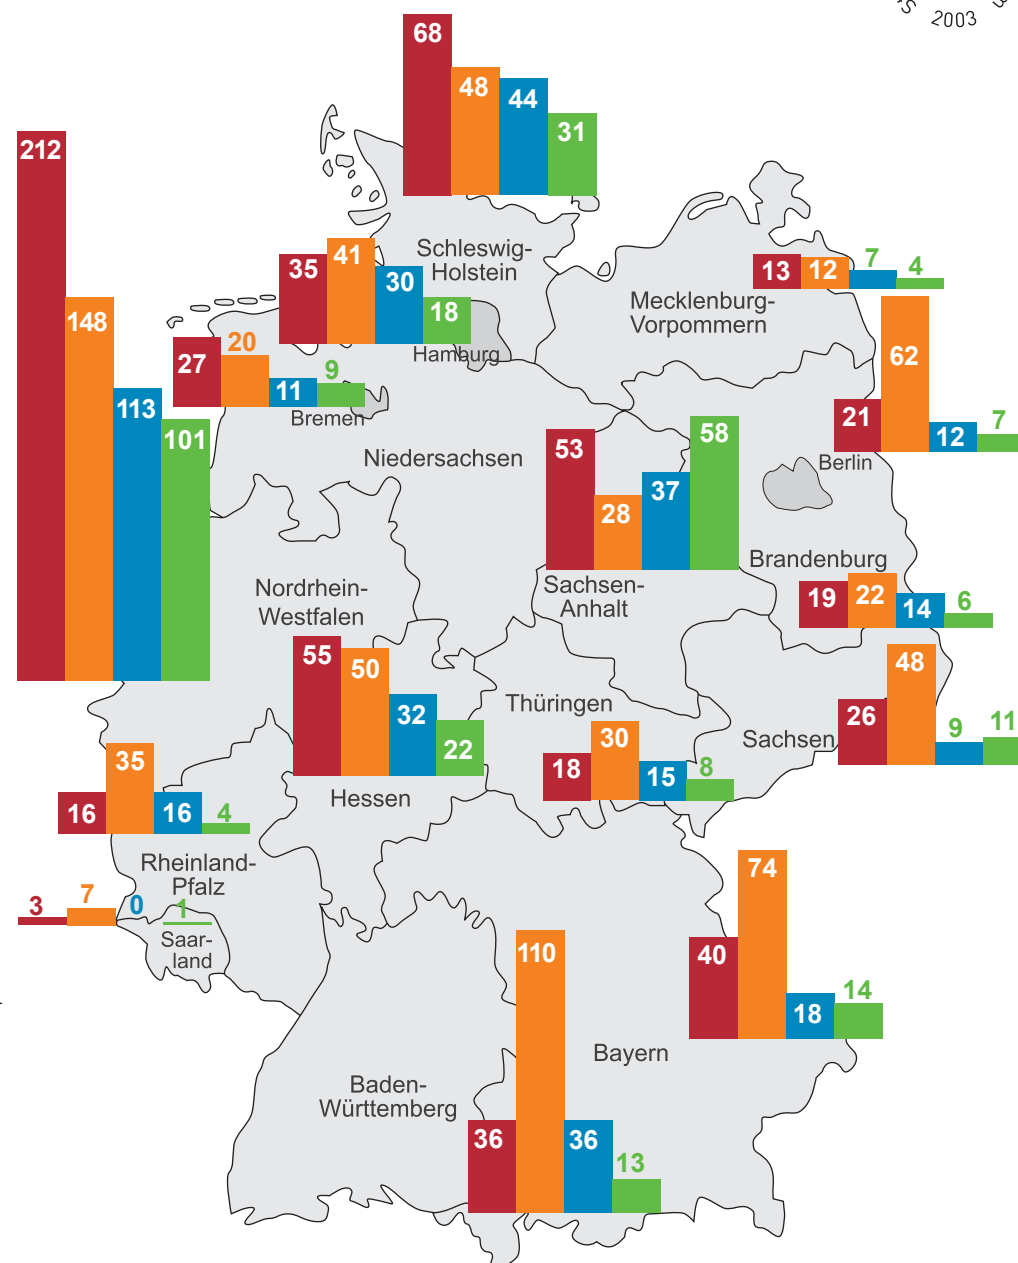 2003
68
48
44
31
212
148
113
101
Schleswig-
Holstein
35
41
30
18
Hamburg
13
12
7
4
Mecklenburg-
Vorpommern
27
20
11
9
Bremen
21
62
12
7
Berlin
Niedersachsen
53
28
37
58
Sachsen-
Anhalt
Brandenburg
19
22
14
6
Nordrhein-
Westfalen
55
50
32
22
Hessen
Thüringen
18
30
15
8
Sachsen
26
48
9
11
16
35
16
4
Rheinland-
Pfalz
3
7
0
1
Saar-
land
40
74
18
14
Bayern
Baden-
Württemberg
36
110
36
13